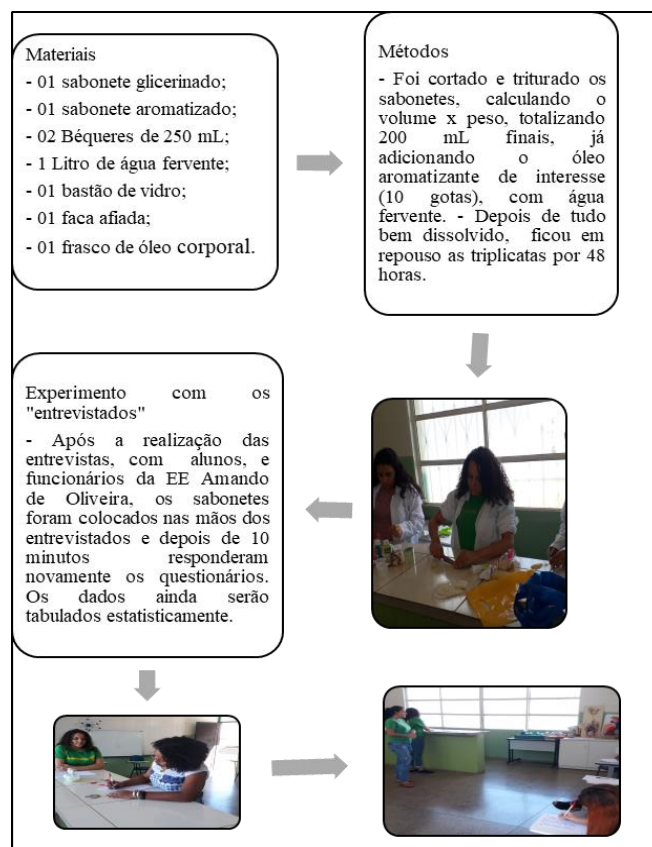 Materiais
- 01 sabonete glicerinado;
- 01 sabonete aromatizado;
- 02 Béqueres de 250 mL;
- 1 Litro de água fervente;
- 01 bastão de vidro;
- 01 faca afiada;
- 01 frasco de óleo corporal.
Métodos
- Foi cortado e triturado os
sabonetes, calculando o
volume x peso, totalizando
200 mL finais, já
adicionando o óleo
aromatizante de interesse
(10 gotas), com água
fervente. - Depois de tudo
bem dissolvido, ficou em
repouso as triplicatas por 48
horas.
Experimento com os
"entrevistados"
- Após a realização das
entrevistas, com alunos, e
funcionários da EE Amando
de Oliveira, os sabonetes
foram colocados nas mãos dos
entrevistados e depois de 10
minutos responderam
novamente os questionários.
Os dados ainda serão
tabulados estatisticamente.